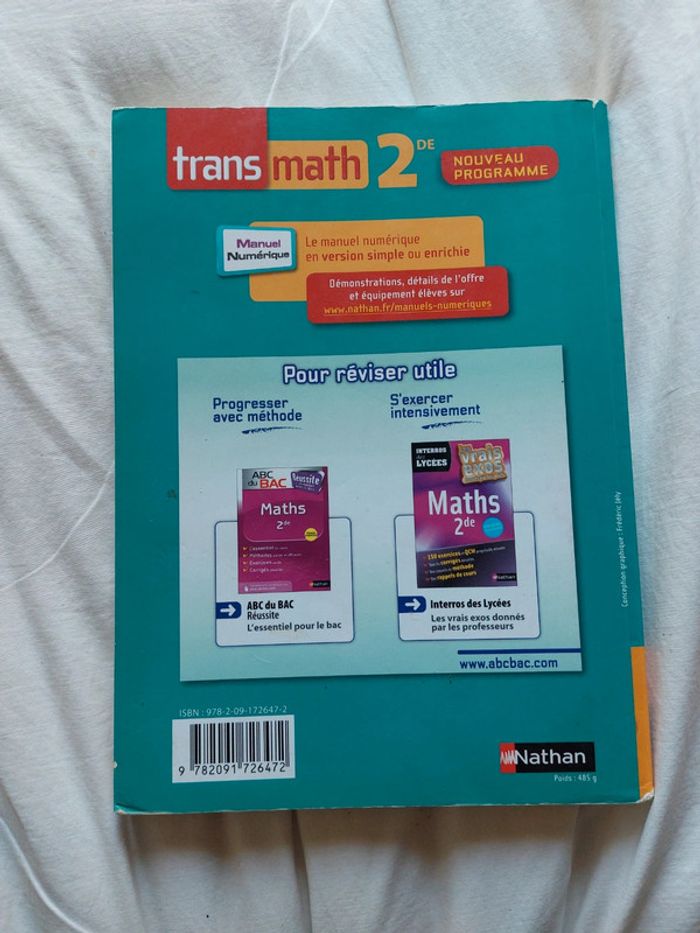 trans math 2DE
NOUVEAU
PROGRAMME
Manuel
Numérique
Le manuel numérique
en version simple ou enrichie
Démonstrations, détails de l'offre
et équipement élèves sur
www.nathan.fr/manuels-numeriques
Pour réviser utile
Progresser
avec méthode
S'exercer
intensivement
ABC
du BAC
Réussite
Maths
2de
Nathan
ABC du BAC
Réussite
L'essentiel pour le bac
INTERROS
des LYCÉES
vrais
exos
Maths
2de
Nathan
Interros des Lycées
Les vrais exos donnés
par les professeurs
www.abcbac.com
Conception graphique : Frédéric Jély
ISBN : 978-2-09-172647-2
9 782091 726472
Nathan
Poids : 485 g